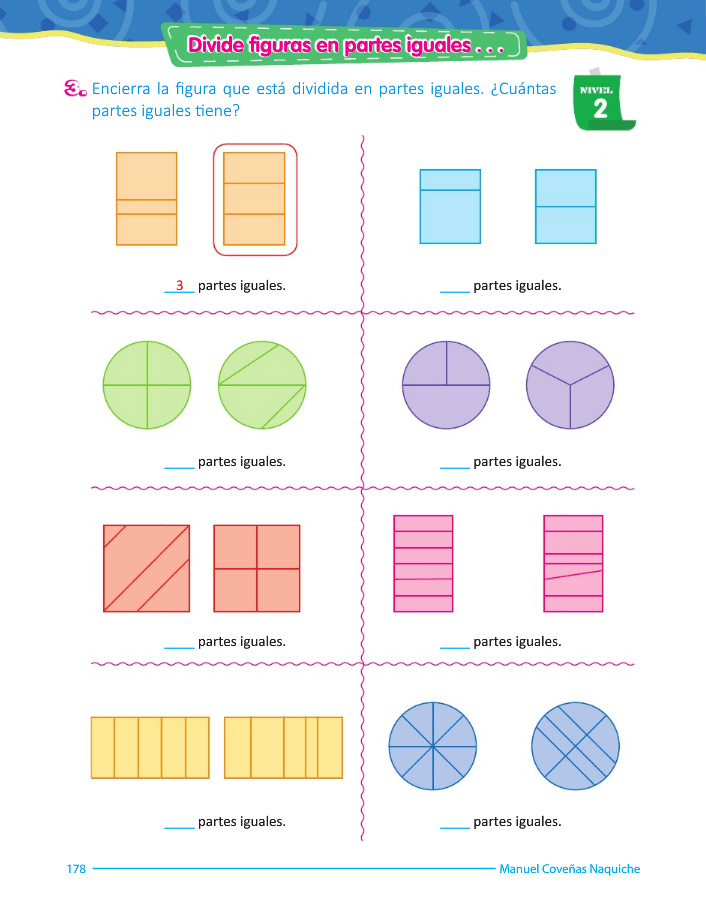 Divide figuras en partes iguales . . .
3. Encierra la figura que está dividida en partes iguales. ¿Cuántas
partes iguales tiene?
NIVEL
2
3 partes iguales.
____ partes iguales.
____ partes iguales.
____ partes iguales.
____ partes iguales.
____ partes iguales.
____ partes iguales.
____ partes iguales.
178
Manuel Coveñas Naquiche